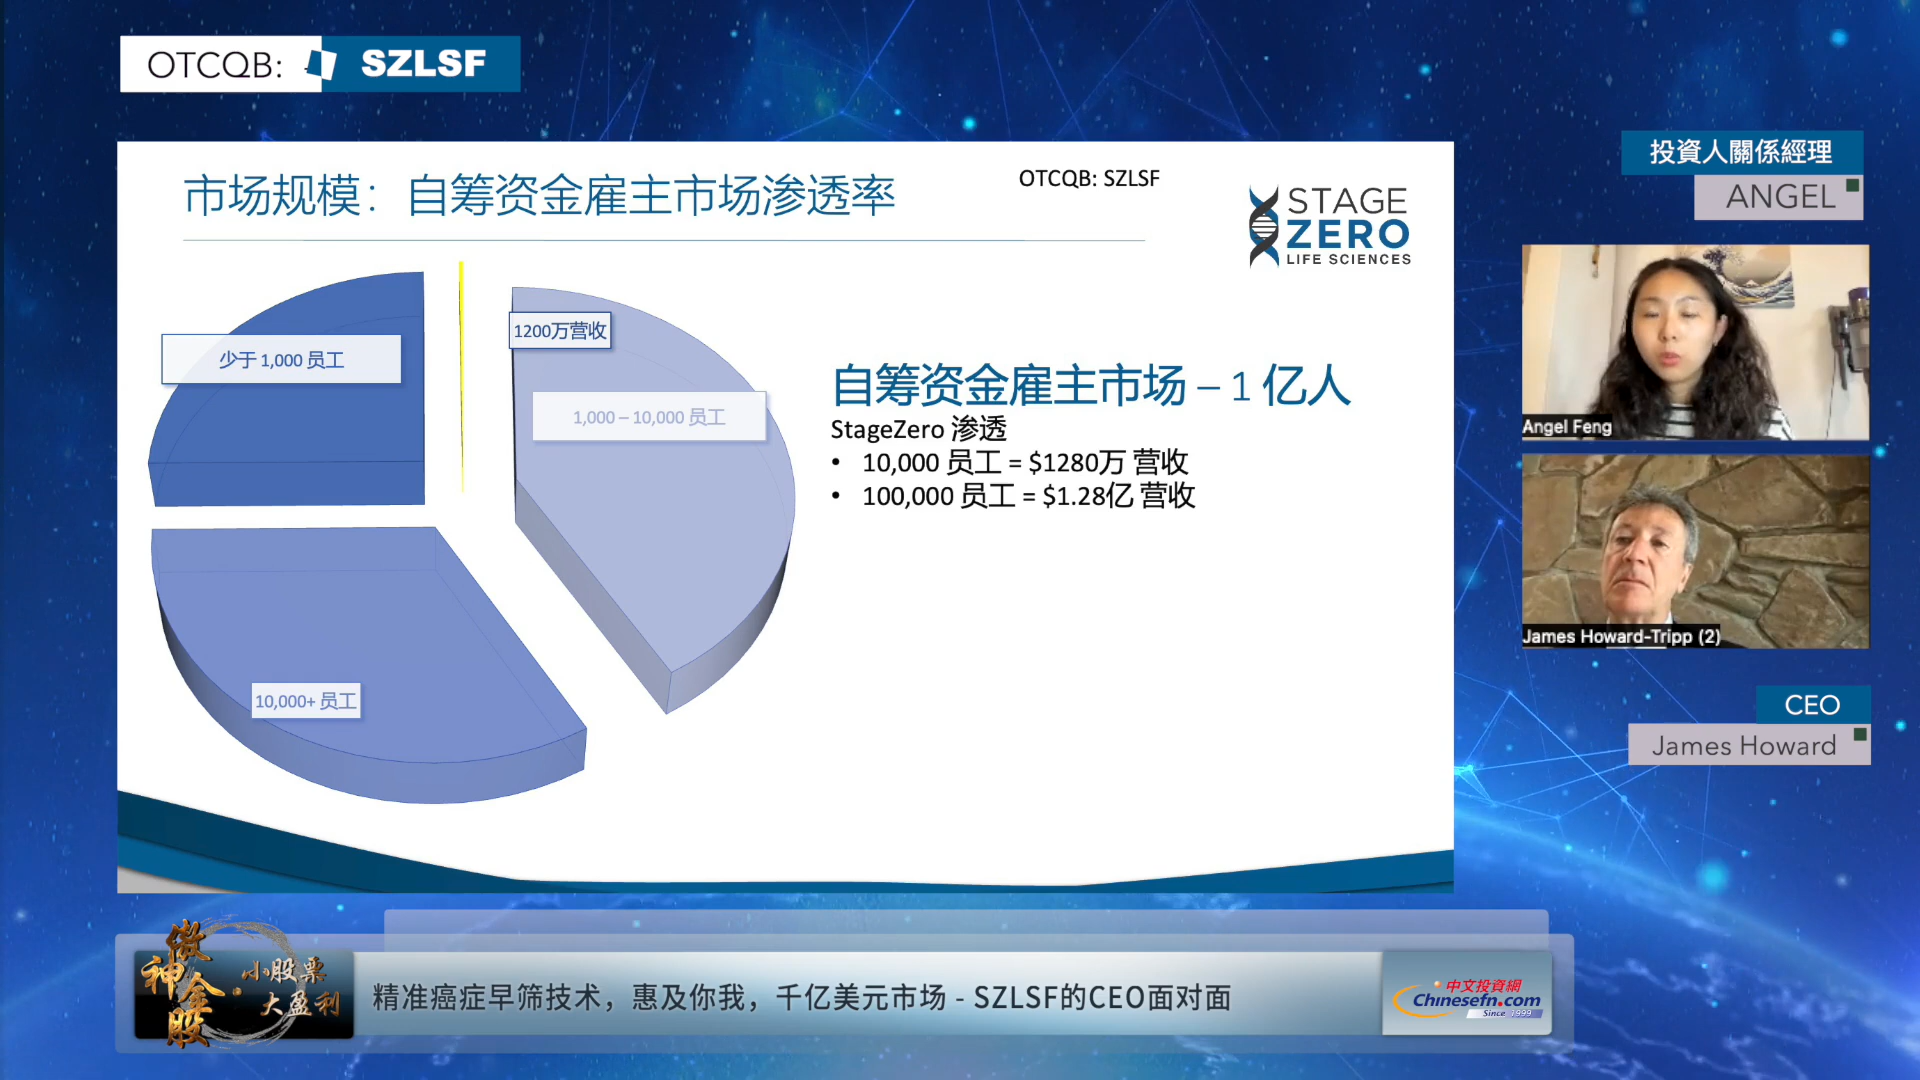 OTCQB: SZLSF
市场规模：自筹资金雇主市场渗透率
OTCQB: SZLSF
STAGE
ZERO
LIFE SCIENCES
少于 1,000 员工
1200万营收
1,000 – 10,000 员工
10,000+ 员工
自筹资金雇主市场 – 1 亿人
StageZero 渗透
• 10,000 员工 = $1280万 营收
• 100,000 员工 = $1.28亿 营收
投資人關係經理
ANGEL
Angel Feng
James Howard-Tripp (2)
CEO
James Howard
傲神金股·小股票
大盈利
精准癌症早筛技术，惠及你我，千亿美元市场 - SZLSF的CEO面对面
中文投資網
Chinesefn.com
Since 1999